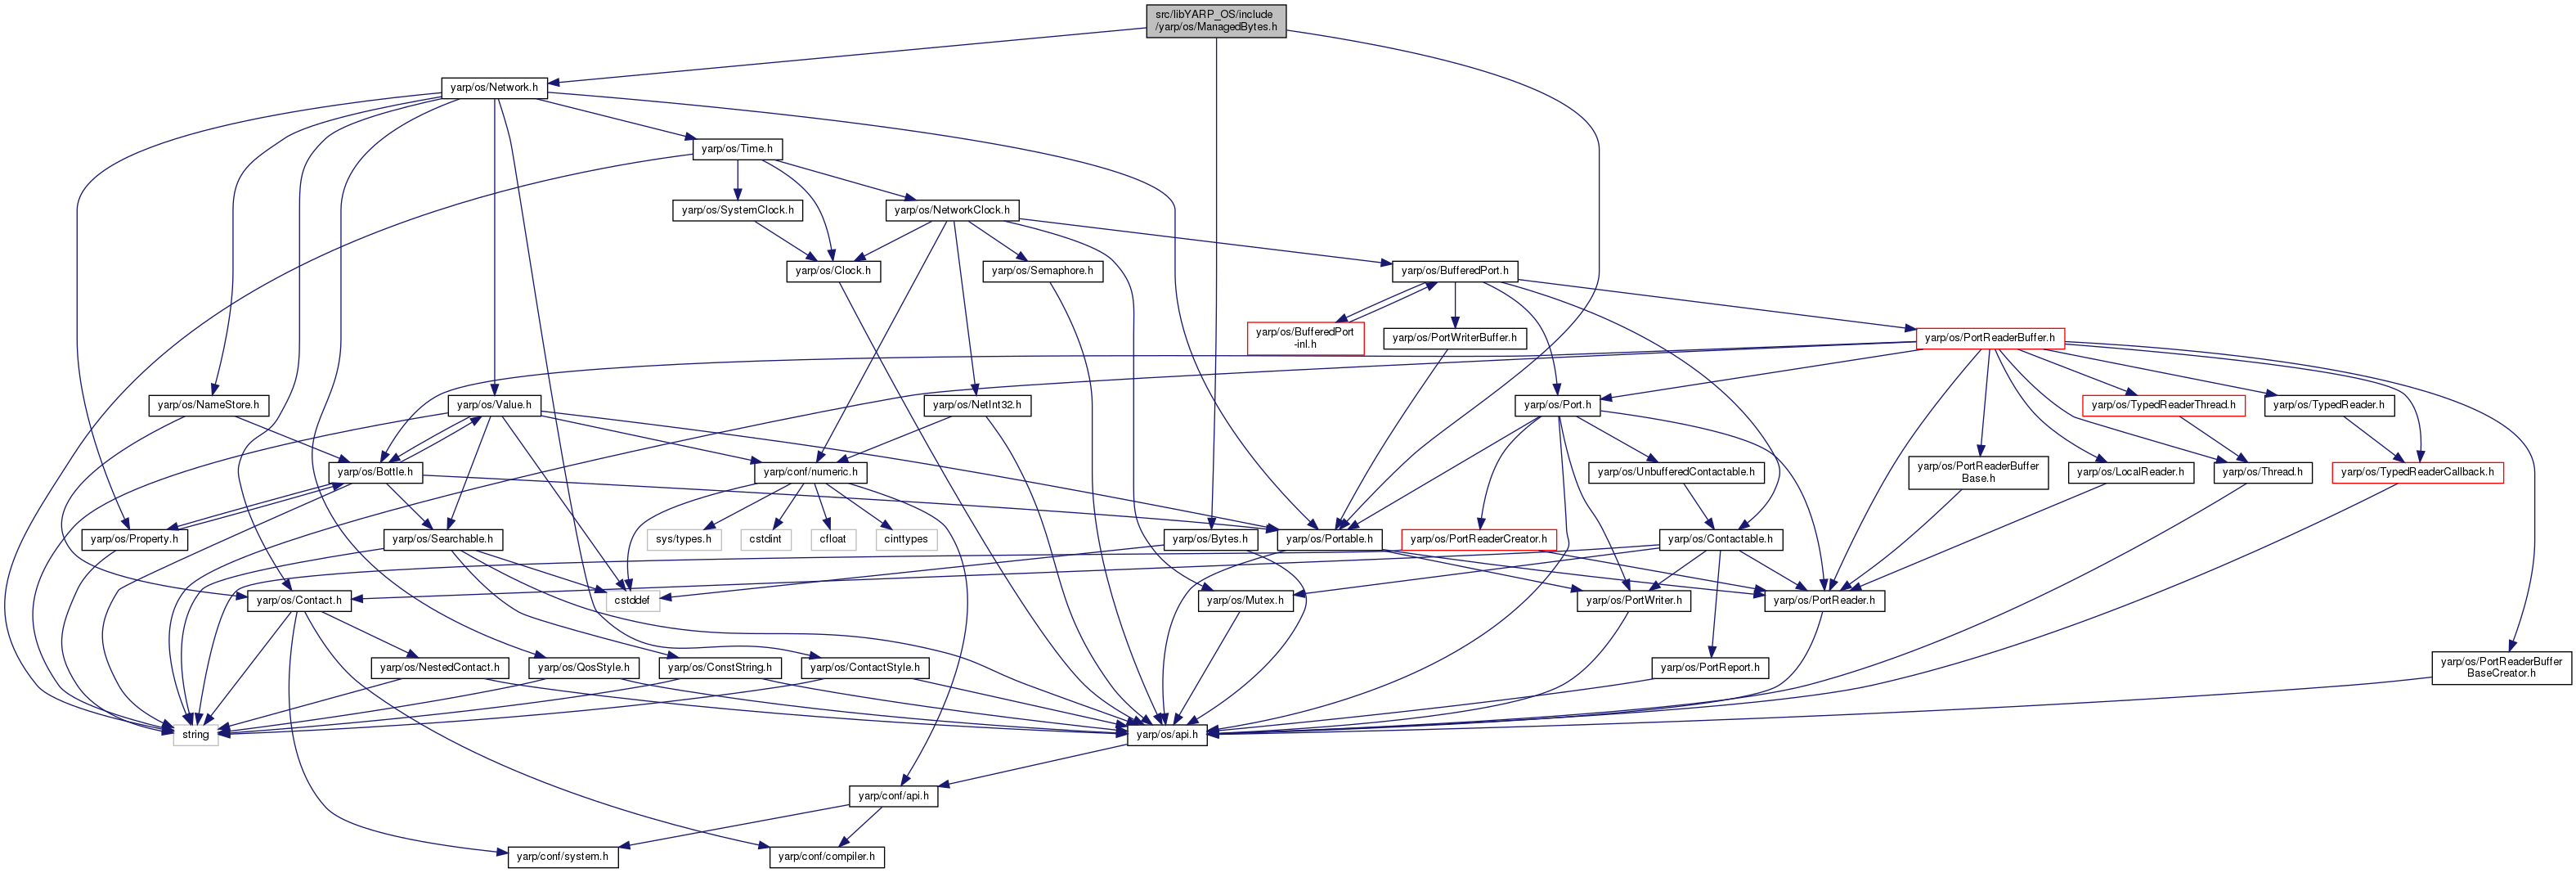 src/libYARP_OS/include
/yarp/os/ManagedBytes.h
yarp/os/Network.h
yarp/os/Time.h
yarp/os/SystemClock.h
yarp/os/NetworkClock.h
yarp/os/Clock.h
yarp/os/Semaphore.h
yarp/os/BufferedPort.h
yarp/os/BufferedPort
-inl.h
yarp/os/PortWriterBuffer.h
yarp/os/PortReaderBuffer.h
yarp/os/NameStore.h
yarp/os/Value.h
yarp/os/NetInt32.h
yarp/os/Port.h
yarp/os/TypedReaderThread.h
yarp/os/TypedReader.h
yarp/os/Bottle.h
yarp/conf/numeric.h
yarp/os/UnbufferedContactable.h
yarp/os/PortReaderBuffer
Base.h
yarp/os/LocalReader.h
yarp/os/Thread.h
yarp/os/TypedReaderCallback.h
yarp/os/Property.h
yarp/os/Searchable.h
sys/types.h
cstdint
cfloat
cinttypes
yarp/os/Bytes.h
yarp/os/Portable.h
yarp/os/PortReaderCreator.h
yarp/os/Contactable.h
yarp/os/Contact.h
cstddef
yarp/os/Mutex.h
yarp/os/PortWriter.h
yarp/os/PortReader.h
yarp/os/NestedContact.h
yarp/os/QosStyle.h
yarp/os/ConstString.h
yarp/os/ContactStyle.h
yarp/os/PortReport.h
yarp/os/PortReaderBuffer
BaseCreator.h
string
yarp/os/api.h
yarp/conf/api.h
yarp/conf/system.h
yarp/conf/compiler.h